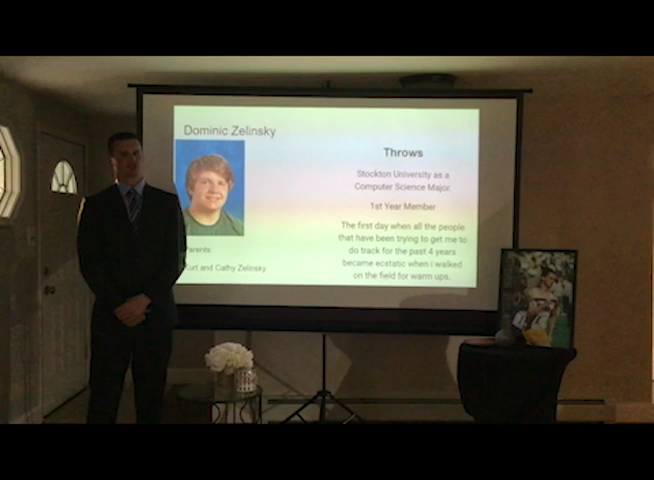 Dominic Zelinsky
Throws
Stockton University as a
Computer Science Major
1st Year Member
The first day when all the people
that have been trying to get me to
do track for the past 4 years
became ecstatic when i walked
on the field for warm ups.
Parents:
Kurt and Cathy Zelinsky